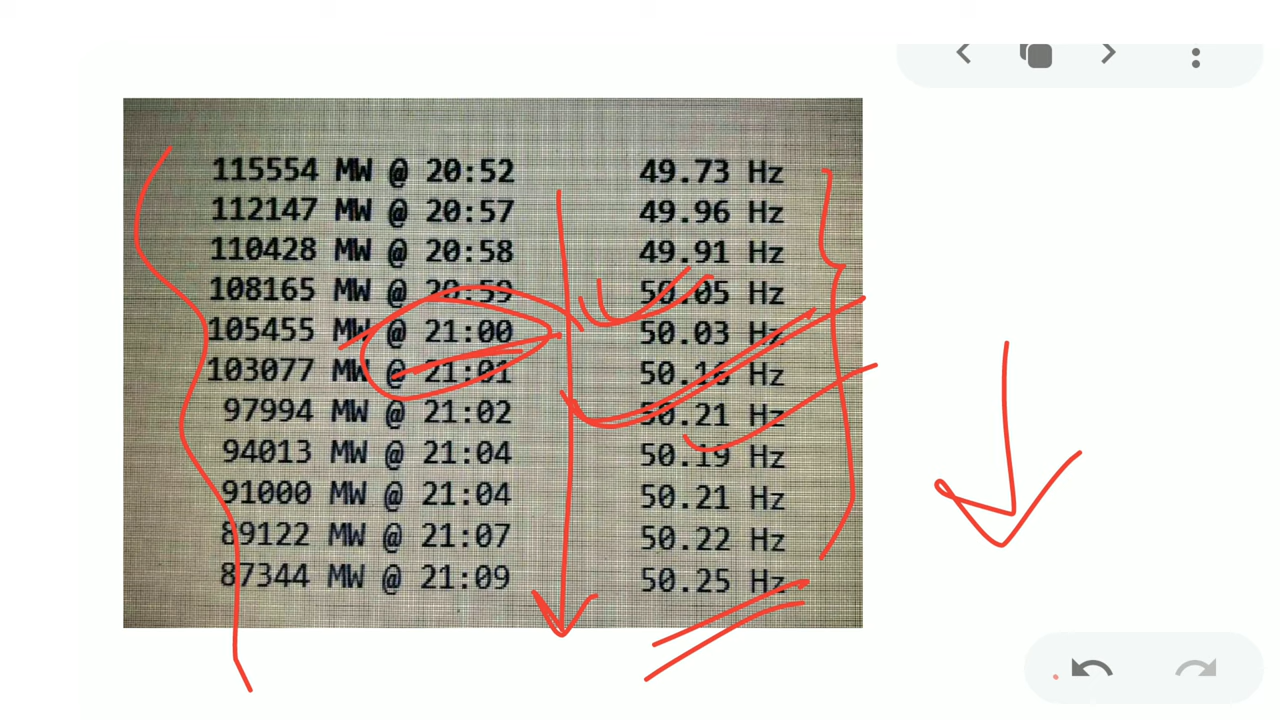 115554 MW @ 20:52 49.73 Hz
112147 MW @ 20:57 49.96 Hz
110428 MW @ 20:58 49.91 Hz
108165 MW @ 20:59 50.05 Hz
105455 MW @ 21:00 50.03 Hz
103077 MW @ 21:01 50.16 Hz
97994 MW @ 21:02 50.21 Hz
94013 MW @ 21:04 50.19 Hz
91000 MW @ 21:04 50.21 Hz
89122 MW @ 21:07 50.22 Hz
87344 MW @ 21:09 50.25 Hz